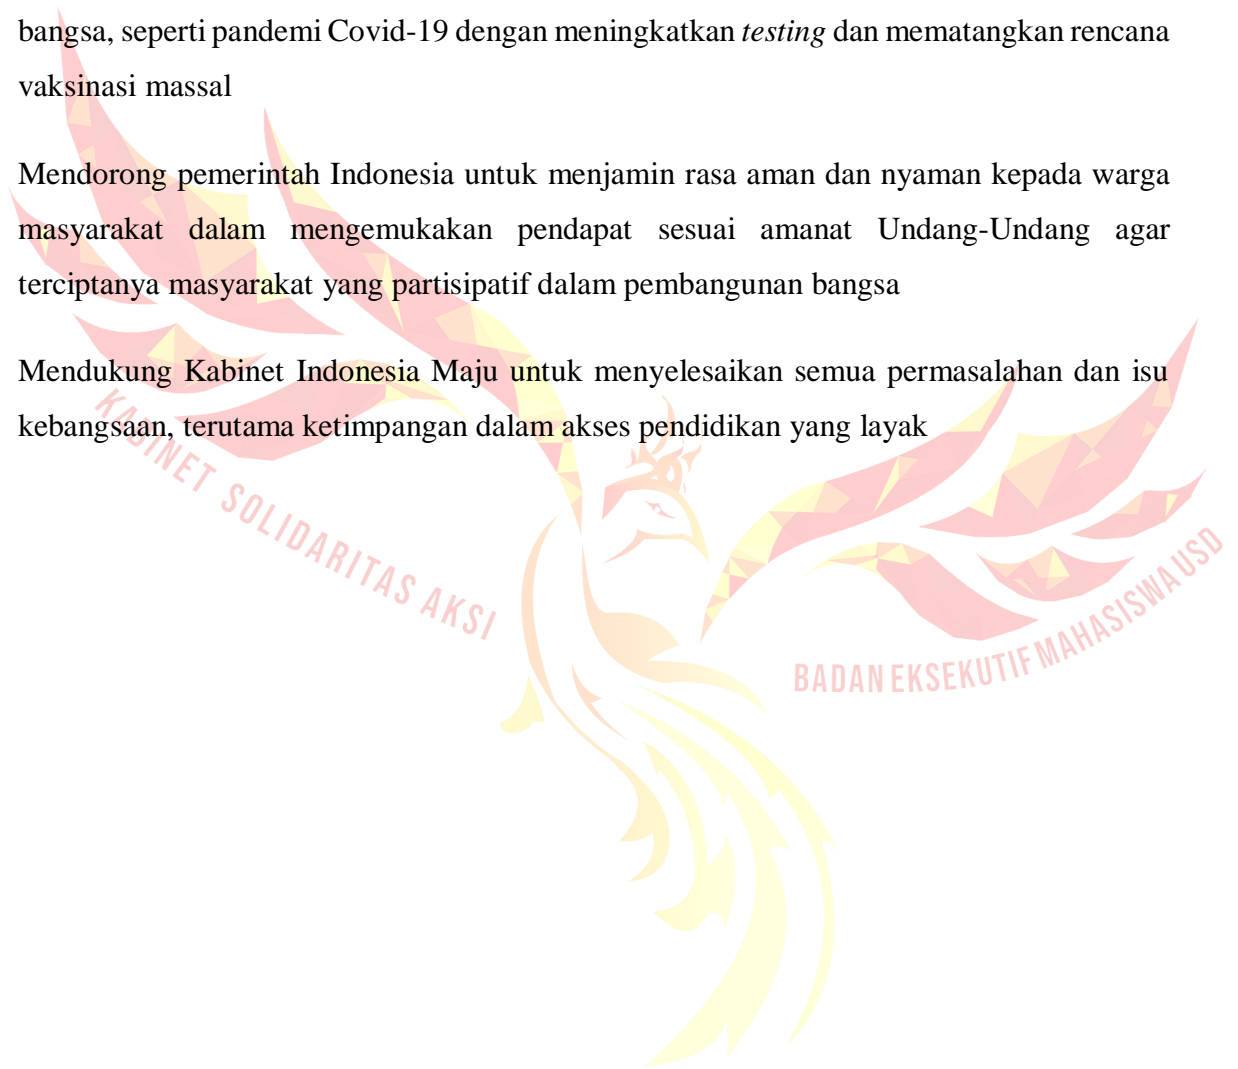 bangsa, seperti pandemi Covid-19 dengan meningkatkan testing dan mematangkan rencana
vaksinasi massal
Mendorong pemerintah Indonesia untuk menjamin rasa aman dan nyaman kepada warga
masyarakat dalam mengemukakan pendapat sesuai amanat Undang-Undang agar
terciptanya masyarakat yang partisipatif dalam pembangunan bangsa
Mendukung Kabinet Indonesia Maju untuk menyelesaikan semua permasalahan dan isu
kebangsaan, terutama ketimpangan dalam akses pendidikan yang layak
KABINET SOLIDARITAS AKSI
BADAN EKSEKUTIF MAHASISWA USD